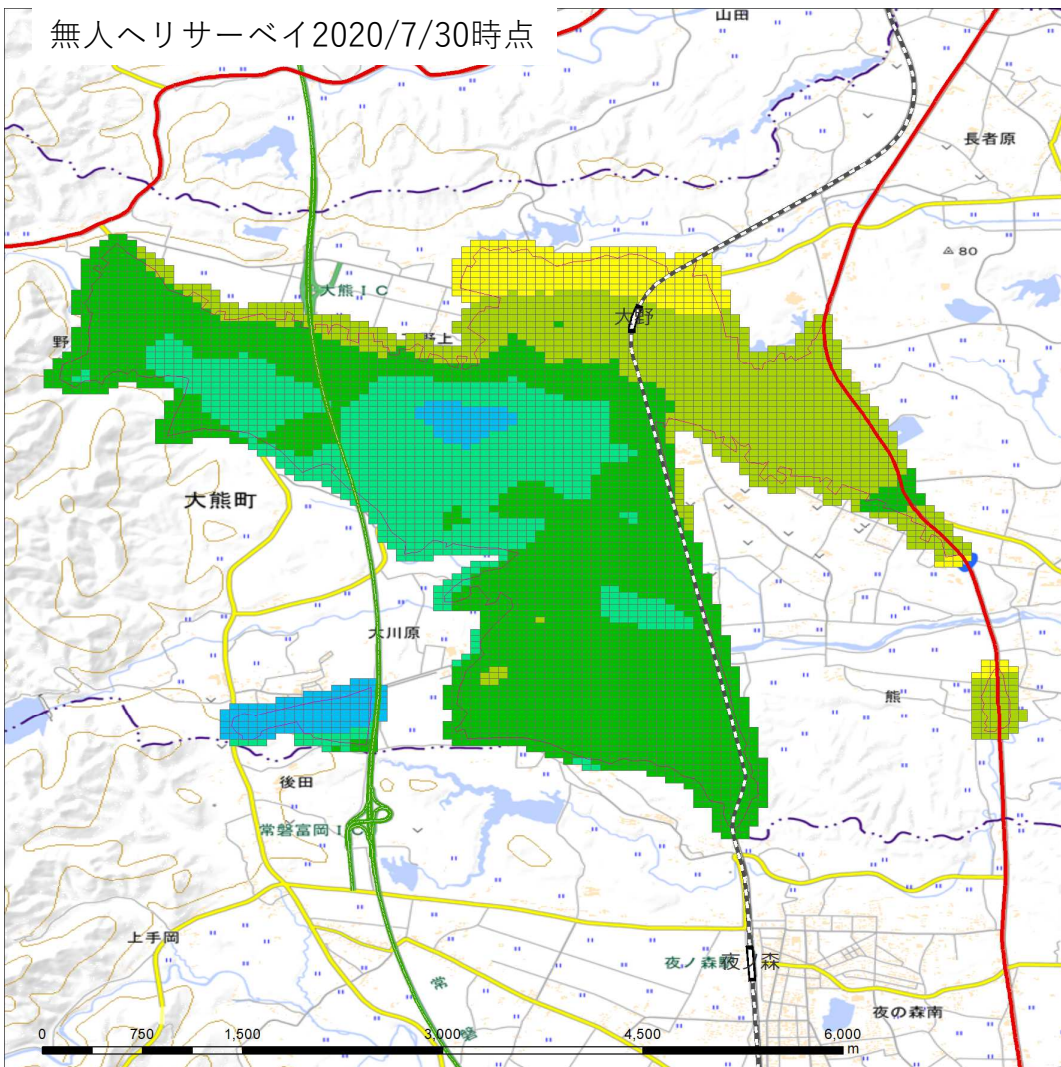 無人ヘリサーベイ2020/7/30時点
山田
長者原
80
大熊IC
大野
野上
野
大熊町
大川原
熊
後田
常磐富岡IC
上手岡
夜ノ森駅
夜ノ森
常
磐
夜の森南
0 750 1,500 3,000 4,500 6,000
m